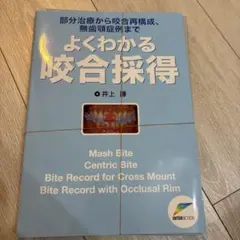 部分治療から咬合再構成、
無歯顎症例まで
よくわかる
咬合採得
井上 謙
Mash Bite
Centric Bite
Bite Record for Cross Mount
Bite Record with Occlusal Rim
INTERACTION